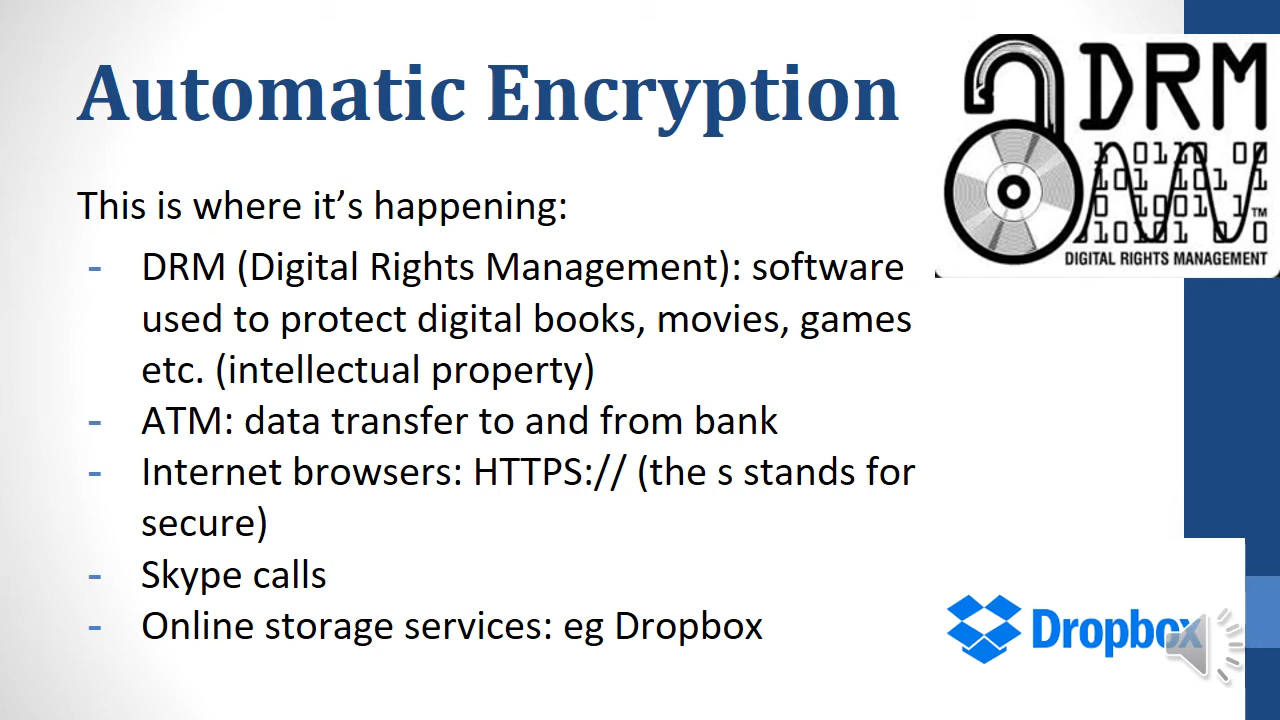 Automatic Encryption
This is where it’s happening:
- DRM (Digital Rights Management): software
used to protect digital books, movies, games
etc. (intellectual property)
- ATM: data transfer to and from bank
- Internet browsers: HTTPS:// (the s stands for
secure)
- Skype calls
- Online storage services: eg Dropbox
DRM
DIGITAL RIGHTS MANAGEMENT
Dropbox